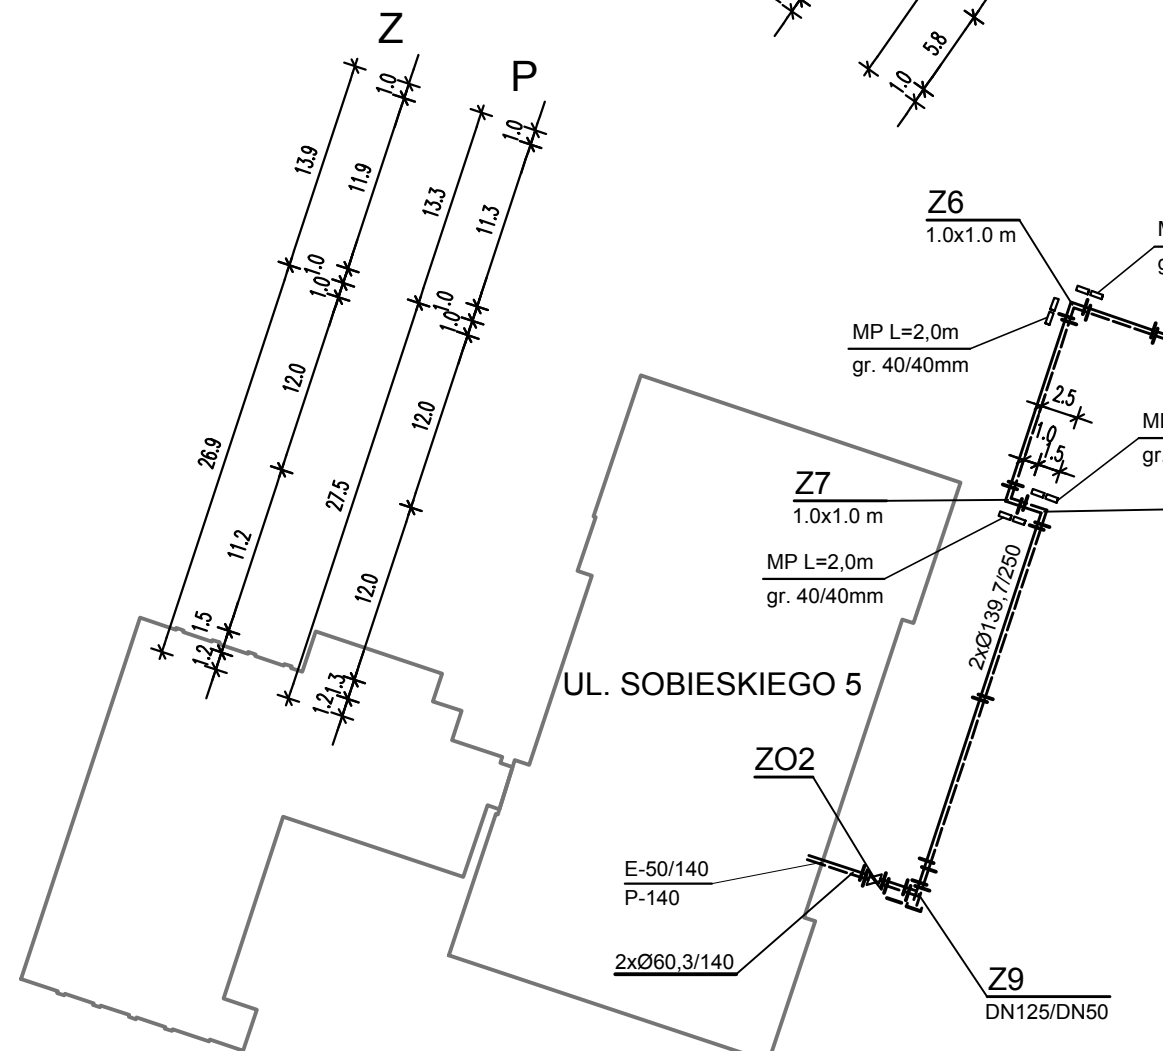 Z
P
1.0
13.9
11.9
1.0
1.0
12.0
26.9
11.2
1.5
1.2
1.0
13.3
11.3
1.0
1.0
12.0
27.5
12.0
1.3
1.2
5.8
1.0
Z6
1.0x1.0 m
M
g
MP L=2,0m
gr. 40/40mm
2.5
1.0
1.5
MP
gr.
Z7
1.0x1.0 m
MP L=2,0m
gr. 40/40mm
2xØ139,7/250
UL. SOBIESKIEGO 5
ZO2
E-50/140
P-140
2xØ60,3/140
Z9
DN125/DN50